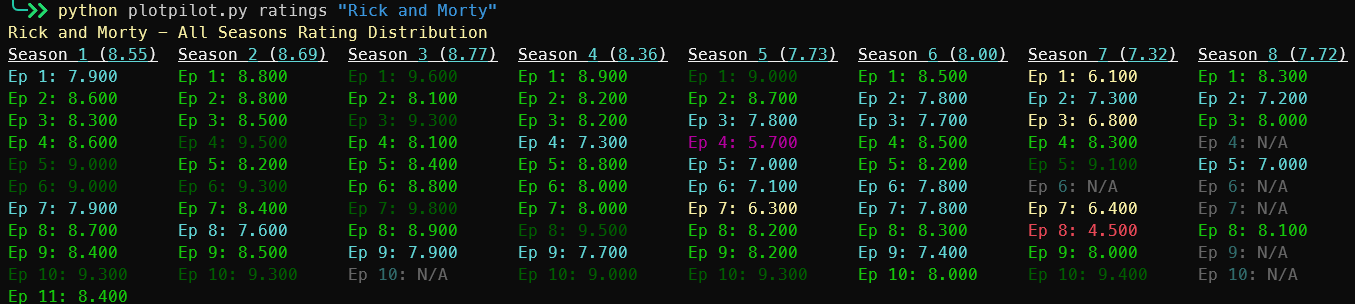 python plotpilot.py ratings "Rick and Morty"
Rick and Morty — All Seasons Rating Distribution
Season 1 (8.55) Season 2 (8.69) Season 3 (8.77) Season 4 (8.36) Season 5 (7.73) Season 6 (8.00) Season 7 (7.32) Season 8 (7.72)
Ep 1: 7.900 Ep 1: 8.800 Ep 1: 9.600 Ep 1: 8.900 Ep 1: 9.000 Ep 1: 8.500 Ep 1: 6.100 Ep 1: 8.300
Ep 2: 8.600 Ep 2: 8.800 Ep 2: 8.100 Ep 2: 8.200 Ep 2: 8.700 Ep 2: 7.800 Ep 2: 7.300 Ep 2: 7.200
Ep 3: 8.300 Ep 3: 8.500 Ep 3: 9.300 Ep 3: 8.200 Ep 3: 7.800 Ep 3: 7.700 Ep 3: 6.800 Ep 3: 8.000
Ep 4: 8.600 Ep 4: 9.500 Ep 4: 8.100 Ep 4: 7.300 Ep 4: 5.700 Ep 4: 8.500 Ep 4: 8.300 Ep 4: N/A
Ep 5: 9.000 Ep 5: 8.200 Ep 5: 8.400 Ep 5: 8.800 Ep 5: 7.000 Ep 5: 8.200 Ep 5: 9.100 Ep 5: 7.000
Ep 6: 9.000 Ep 6: 9.300 Ep 6: 8.800 Ep 6: 8.000 Ep 6: 7.100 Ep 6: 7.800 Ep 6: N/A Ep 6: N/A
Ep 7: 7.900 Ep 7: 8.400 Ep 7: 9.800 Ep 7: 8.000 Ep 7: 6.300 Ep 7: 7.800 Ep 7: 6.400 Ep 7: N/A
Ep 8: 8.700 Ep 8: 7.600 Ep 8: 8.900 Ep 8: 9.500 Ep 8: 8.200 Ep 8: 8.300 Ep 8: 4.500 Ep 8: 8.100
Ep 9: 8.400 Ep 9: 8.500 Ep 9: 7.900 Ep 9: 7.700 Ep 9: 8.200 Ep 9: 7.400 Ep 9: 8.000 Ep 9: N/A
Ep 10: 9.300 Ep 10: 9.300 Ep 10: N/A Ep 10: 9.000 Ep 10: 9.300 Ep 10: 8.000 Ep 10: 9.400 Ep 10: N/A
Ep 11: 8.400